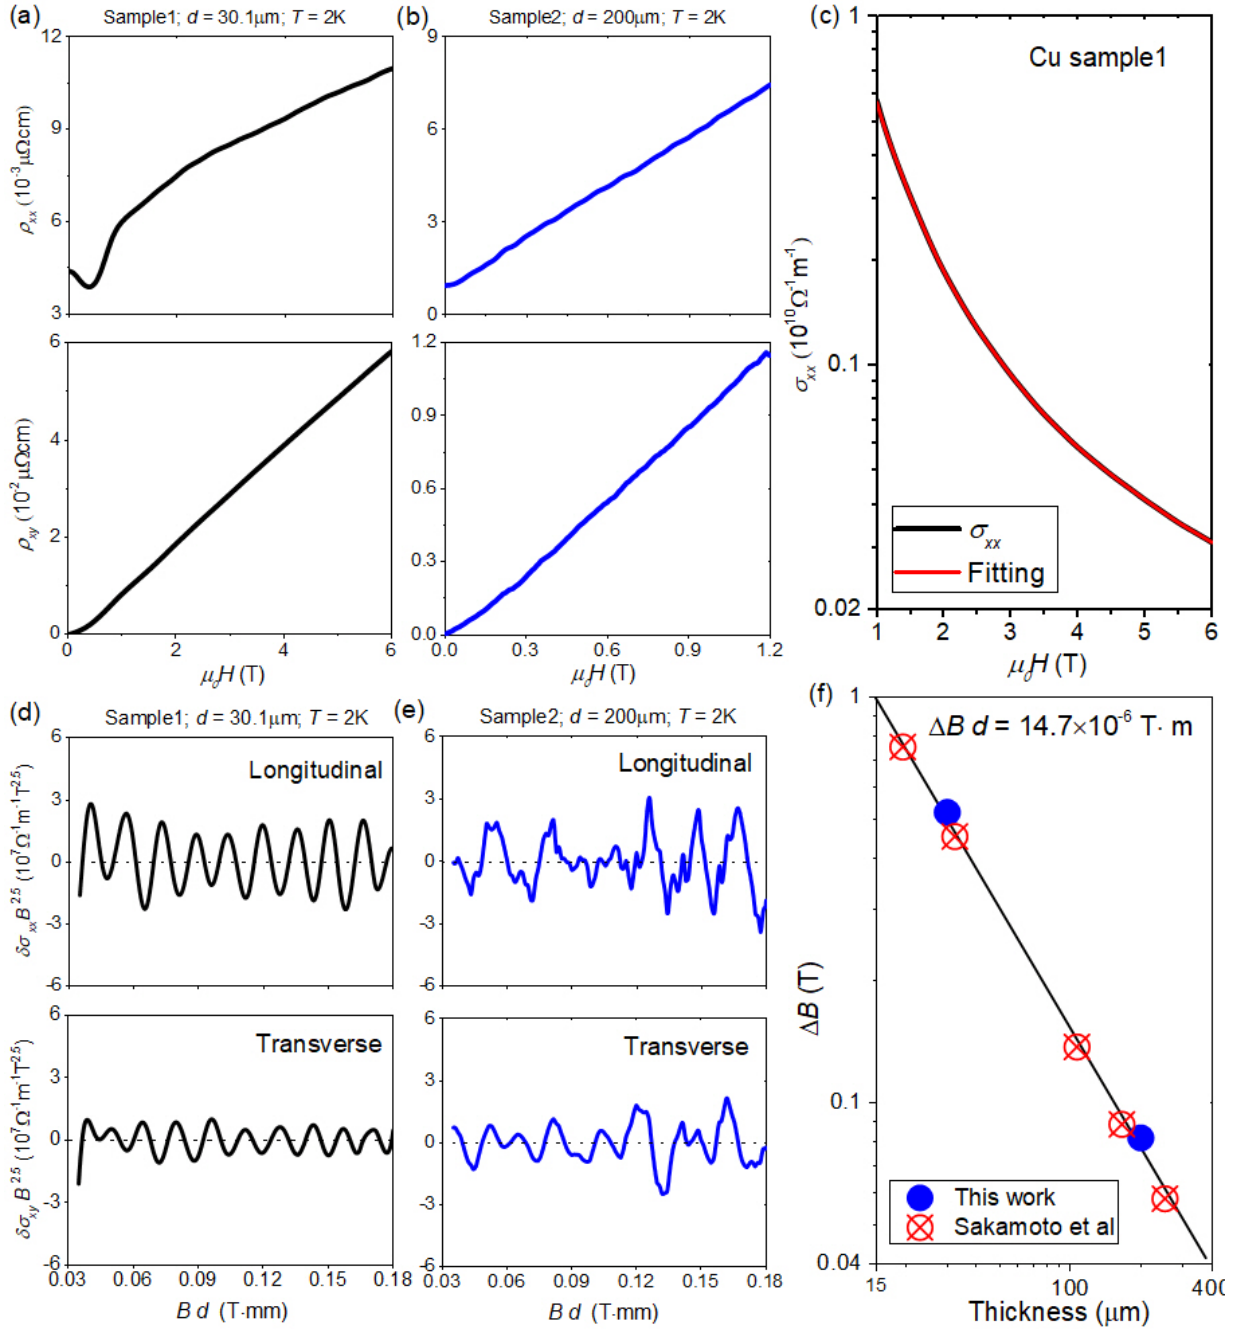 (a) Sample1; d = 30.1μm; T = 2K
12
9
6
3
ρxx (10⁻³μΩcm)
6
4
2
0
ρxy (10⁻²μΩcm)
0 2 4 6
μ₀H (T)
(b) Sample2; d = 200μm; T = 2K
9
6
3
0
1.2
0.9
0.6
0.3
0.0
0.0 0.3 0.6 0.9 1.2
μ₀H (T)
(c)
1
0.1
0.02
σxx (10¹⁰Ω⁻¹m⁻¹)
Cu sample1
σxx
Fitting
1 2 3 4 5 6
μ₀H (T)
(d) Sample1; d = 30.1μm; T = 2K
6
3
0
-3
-6
δσxxB²·⁵ (10⁷Ω⁻¹m⁻¹T²·⁵)
Longitudinal
6
3
0
-3
-6
δσxyB²·⁵ (10⁷Ω⁻¹m⁻¹T²·⁵)
Transverse
0.03 0.06 0.09 0.12 0.15 0.18
B d (T·mm)
(e) Sample2; d = 200μm; T = 2K
6
3
0
-3
-6
Longitudinal
6
3
0
-3
-6
Transverse
0.03 0.06 0.09 0.12 0.15 0.18
B d (T·mm)
(f)
1
0.1
0.04
ΔB (T)
ΔB d = 14.7×10⁻⁶ T· m
This work
Sakamoto et al
15 100 400
Thickness (μm)